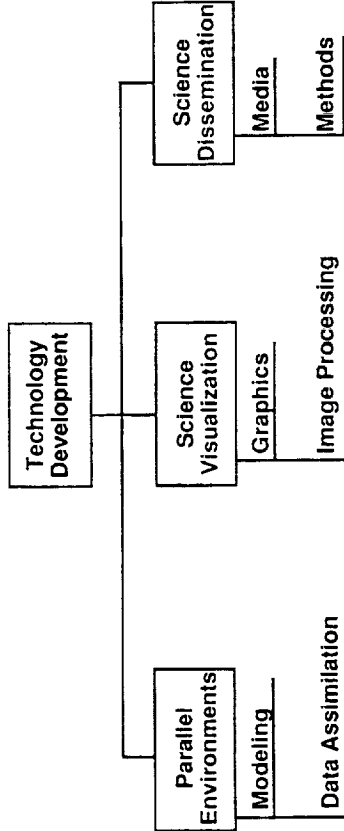 Technology
Development
Parallel
Environments
Modeling
Data Assimilation
Science
Visualization
Graphics
Image Processing
Science
Dissemination
Media
Methods